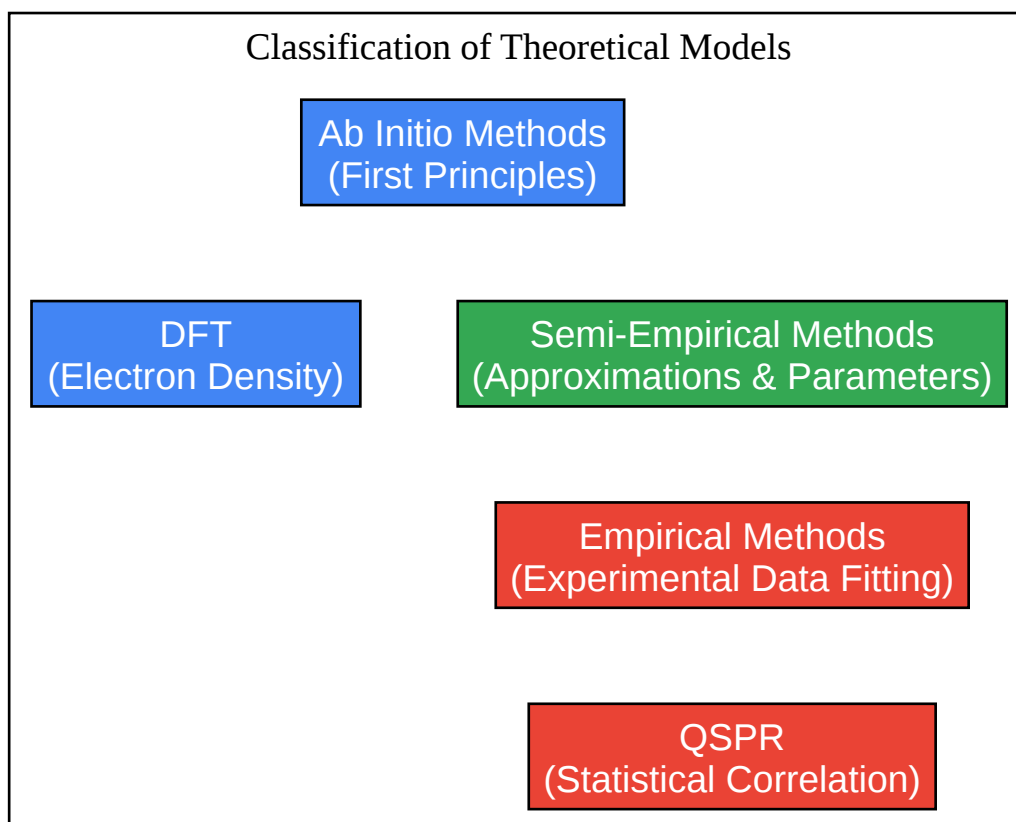 Classification of Theoretical Models
Ab Initio Methods
(First Principles)
DFT
(Electron Density)
Semi-Empirical Methods
(Approximations & Parameters)
Empirical Methods
(Experimental Data Fitting)
QSPR
(Statistical Correlation)